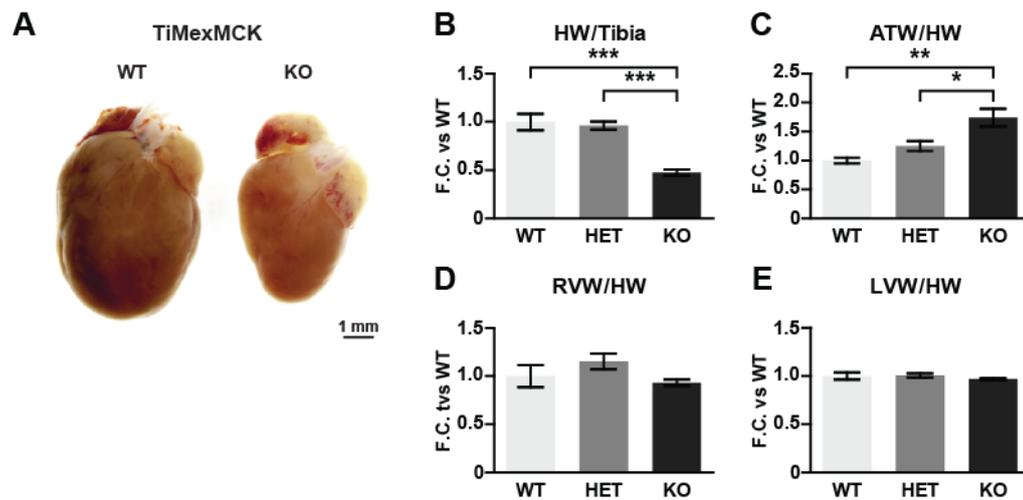 A
TiMexMCK
WT KO
1 mm
B
HW/Tibia
***
***
F.C. vs WT
1.5
1.0
0.5
0
WT HET KO
C
ATW/HW
**
*
F.C. vs WT
2.5
2.0
1.5
1.0
0.5
0
WT HET KO
D
RVW/HW
F.C. tvs WT
1.5
1.0
0.5
0
WT HET KO
E
LVW/HW
F.C. vs WT
1.5
1.0
0.5
0
WT HET KO